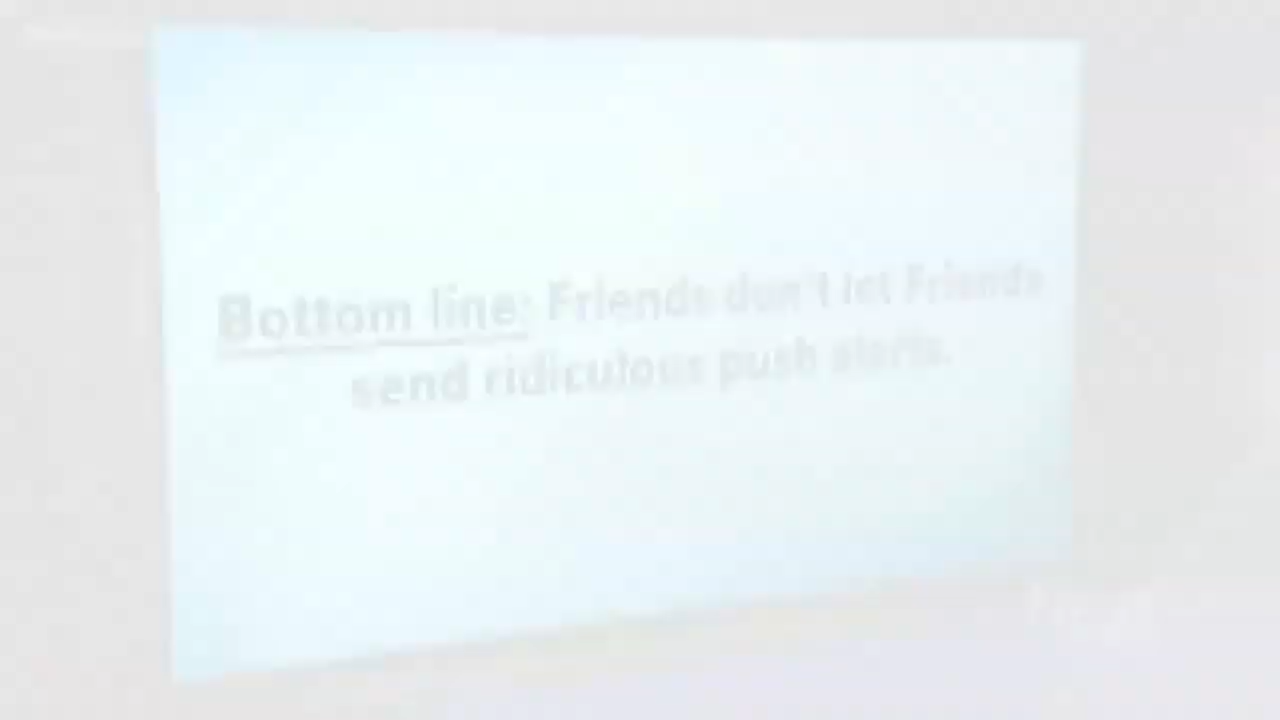 Bottom line: Friends don't let Friends
send ridiculous push alerts.